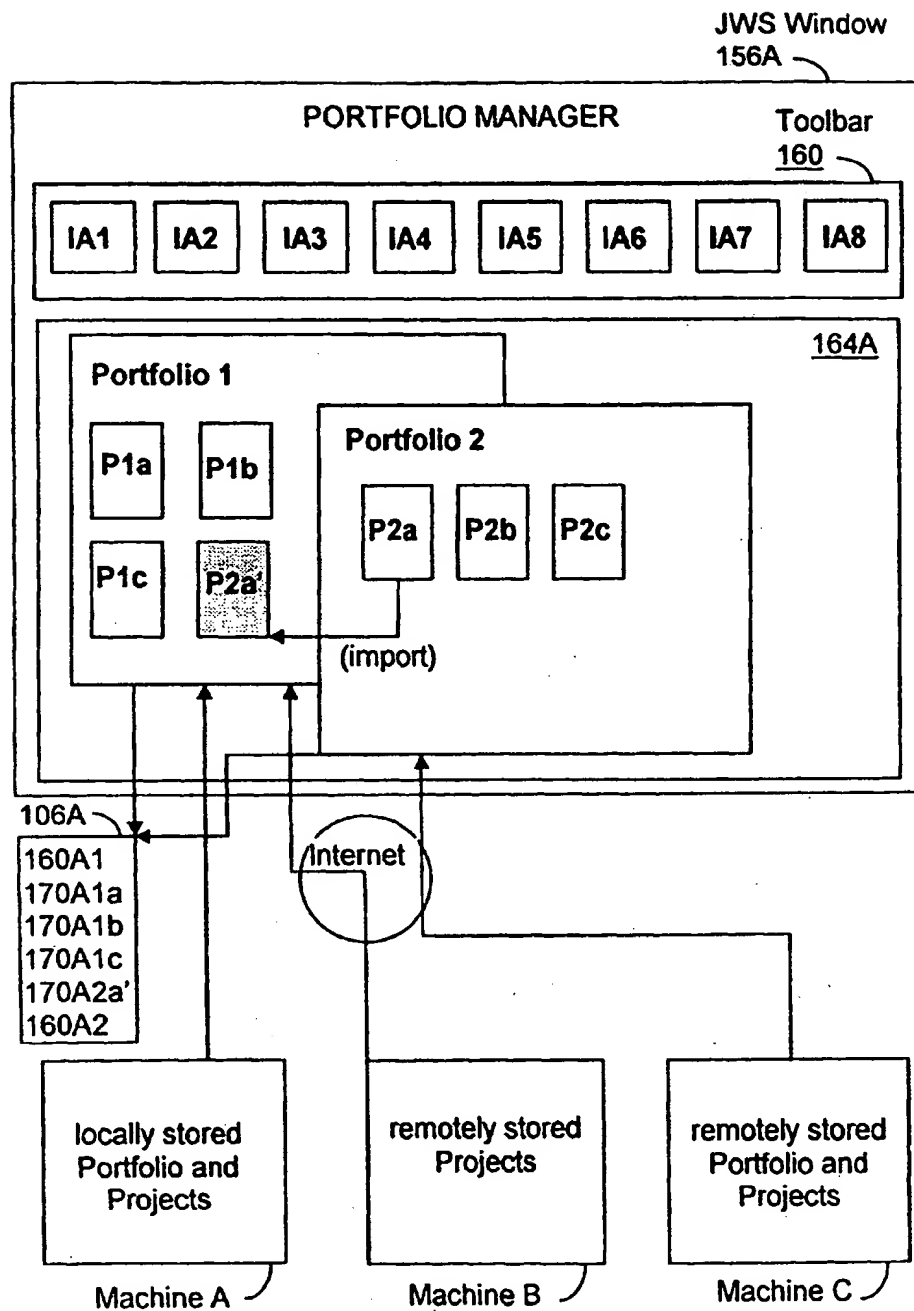 JWS Window
156A
PORTFOLIO MANAGER
Toolbar
160
IA1 IA2 IA3 IA4 IA5 IA6 IA7 IA8
164A
Portfolio 1
P1a P1b
P1c P2a'
Portfolio 2
P2a P2b P2c
(import)
106A
160A1
170A1a
170A1b
170A1c
170A2a'
160A2
Internet
locally stored
Portfolio and
Projects
remotely stored
Projects
remotely stored
Portfolio and
Projects
Machine A
Machine B
Machine C